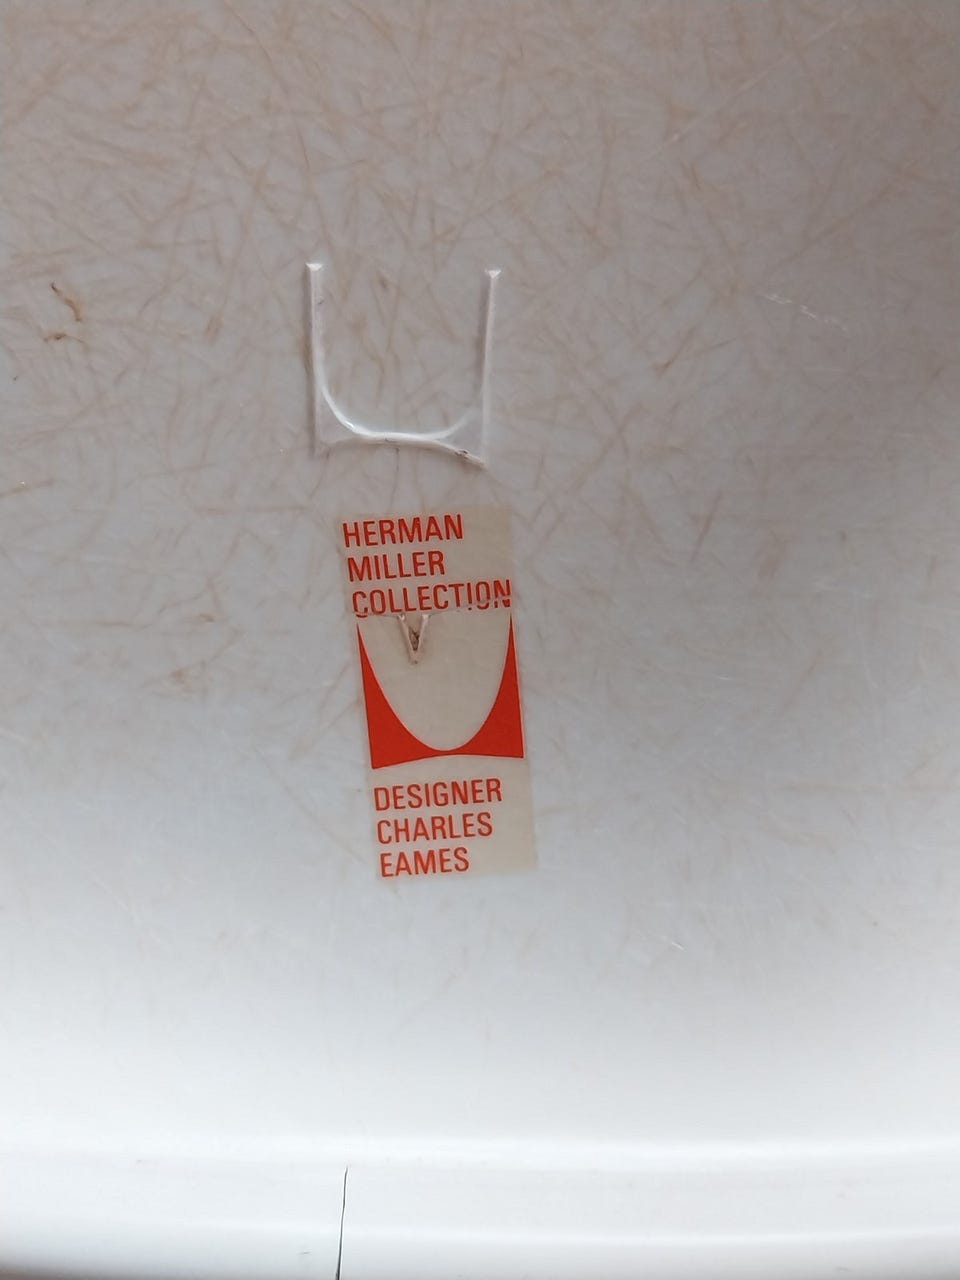 HERMAN
MILLER
COLLECTION
V
DESIGNER
CHARLES
EAMES